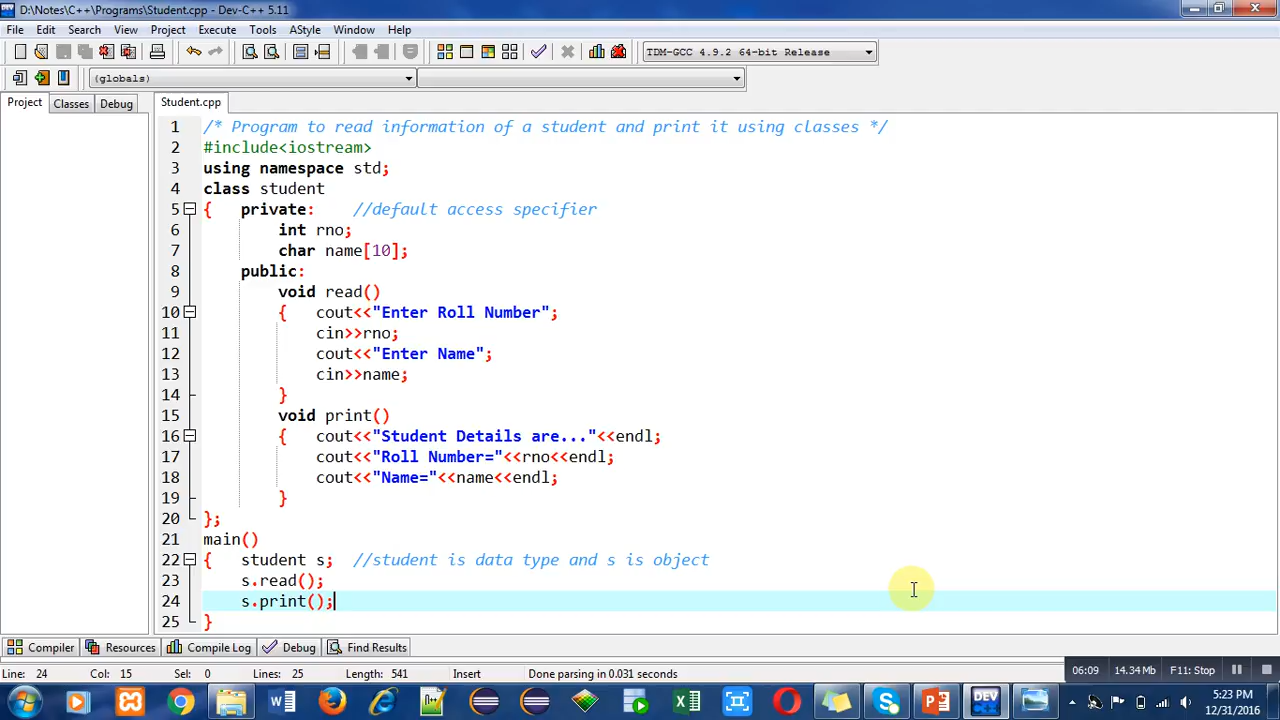 D:\Notes\C++\Programs\Student.cpp - Dev-C++ 5.11
File Edit Search View Project Execute Tools AStyle Window Help
TDM-GCC 4.9.2 64-bit Release
(globals)
Project Classes Debug Student.cpp
1 /* Program to read information of a student and print it using classes */
2 #include<iostream>
3 using namespace std;
4 class student
5 { private: //default access specifier
6 int rno;
7 char name[10];
8 public:
9 void read()
10 { cout<<"Enter Roll Number";
11 cin>>rno;
12 cout<<"Enter Name";
13 cin>>name;
14 }
15 void print()
16 { cout<<"Student Details are..."<<endl;
17 cout<<"Roll Number="<<rno<<endl;
18 cout<<"Name="<<name<<endl;
19 }
20 };
21 main()
22 { student s; //student is data type and s is object
23 s.read();
24 s.print();
25 }
Compiler Resources Compile Log Debug Find Results
Line: 24 Col: 15 Sel: 0 Lines: 25 Length: 541 Insert Done parsing in 0.031 seconds
06:09 14.34 Mb F11: Stop
5:23 PM
12/31/2016